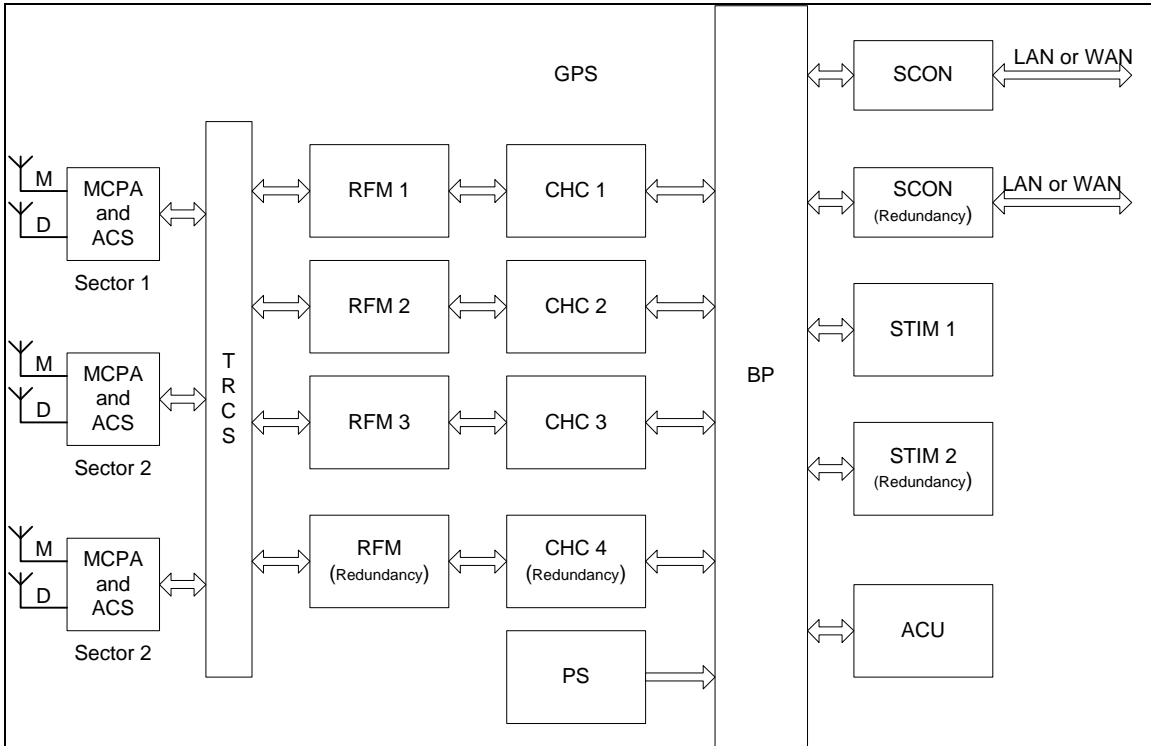 GPS
M
D
MCPA
and
ACS
Sector 1
M
D
MCPA
and
ACS
Sector 2
M
D
MCPA
and
ACS
Sector 2
T
R
C
S
RFM 1
CHC 1
RFM 2
CHC 2
RFM 3
CHC 3
RFM
(Redundancy)
CHC 4
(Redundancy)
PS
BP
SCON
LAN or WAN
SCON
(Redundancy)
LAN or WAN
STIM 1
STIM 2
(Redundancy)
ACU